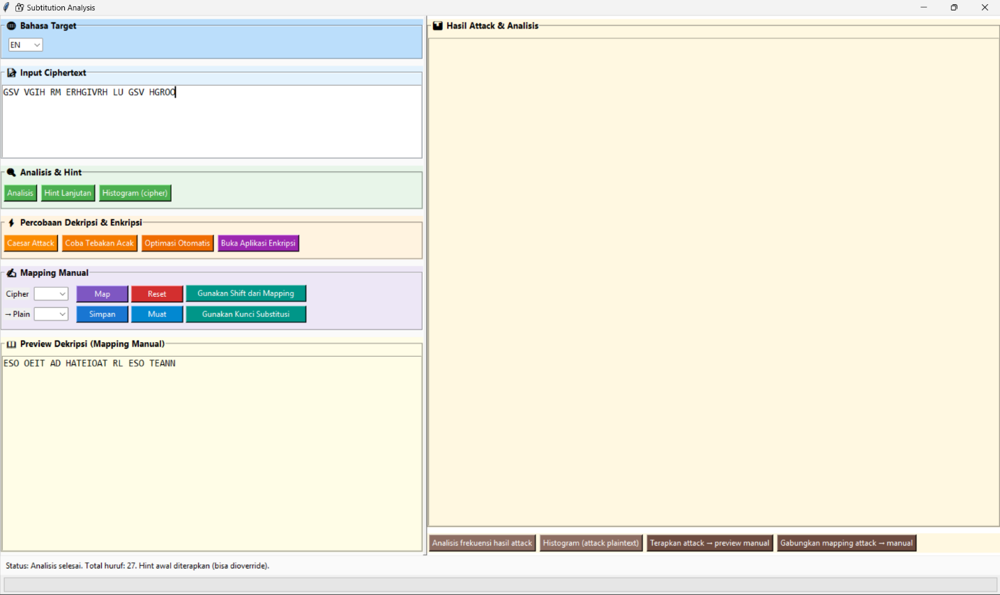 Subtitution Analysis
Bahasa Target
EN
Input Ciphertext
GSV VGIH RM ERHGIVRH LU GSV HGROO
Analisis & Hint
Analisis Hint Lanjutan Histogram (cipher)
Percobaan Dekripsi & Enkripsi
Caesar Attack Coba Tebakan Acak Optimasi Otomatis Buka Aplikasi Enkripsi
Mapping Manual
Cipher Map Reset Gunakan Shift dari Mapping
→ Plain Simpan Muat Gunakan Kunci Substitusi
Preview Dekripsi (Mapping Manual)
ESO OEIT AD HATEIOAT RL ESO TEANN
Hasil Attack & Analisis
Analisis frekuensi hasil attack Histogram (attack plaintext) Terapkan attack → preview manual Gabungkan mapping attack → manual
Status: Analisis selesai. Total huruf: 27. Hint awal diterapkan (bisa dioverride).